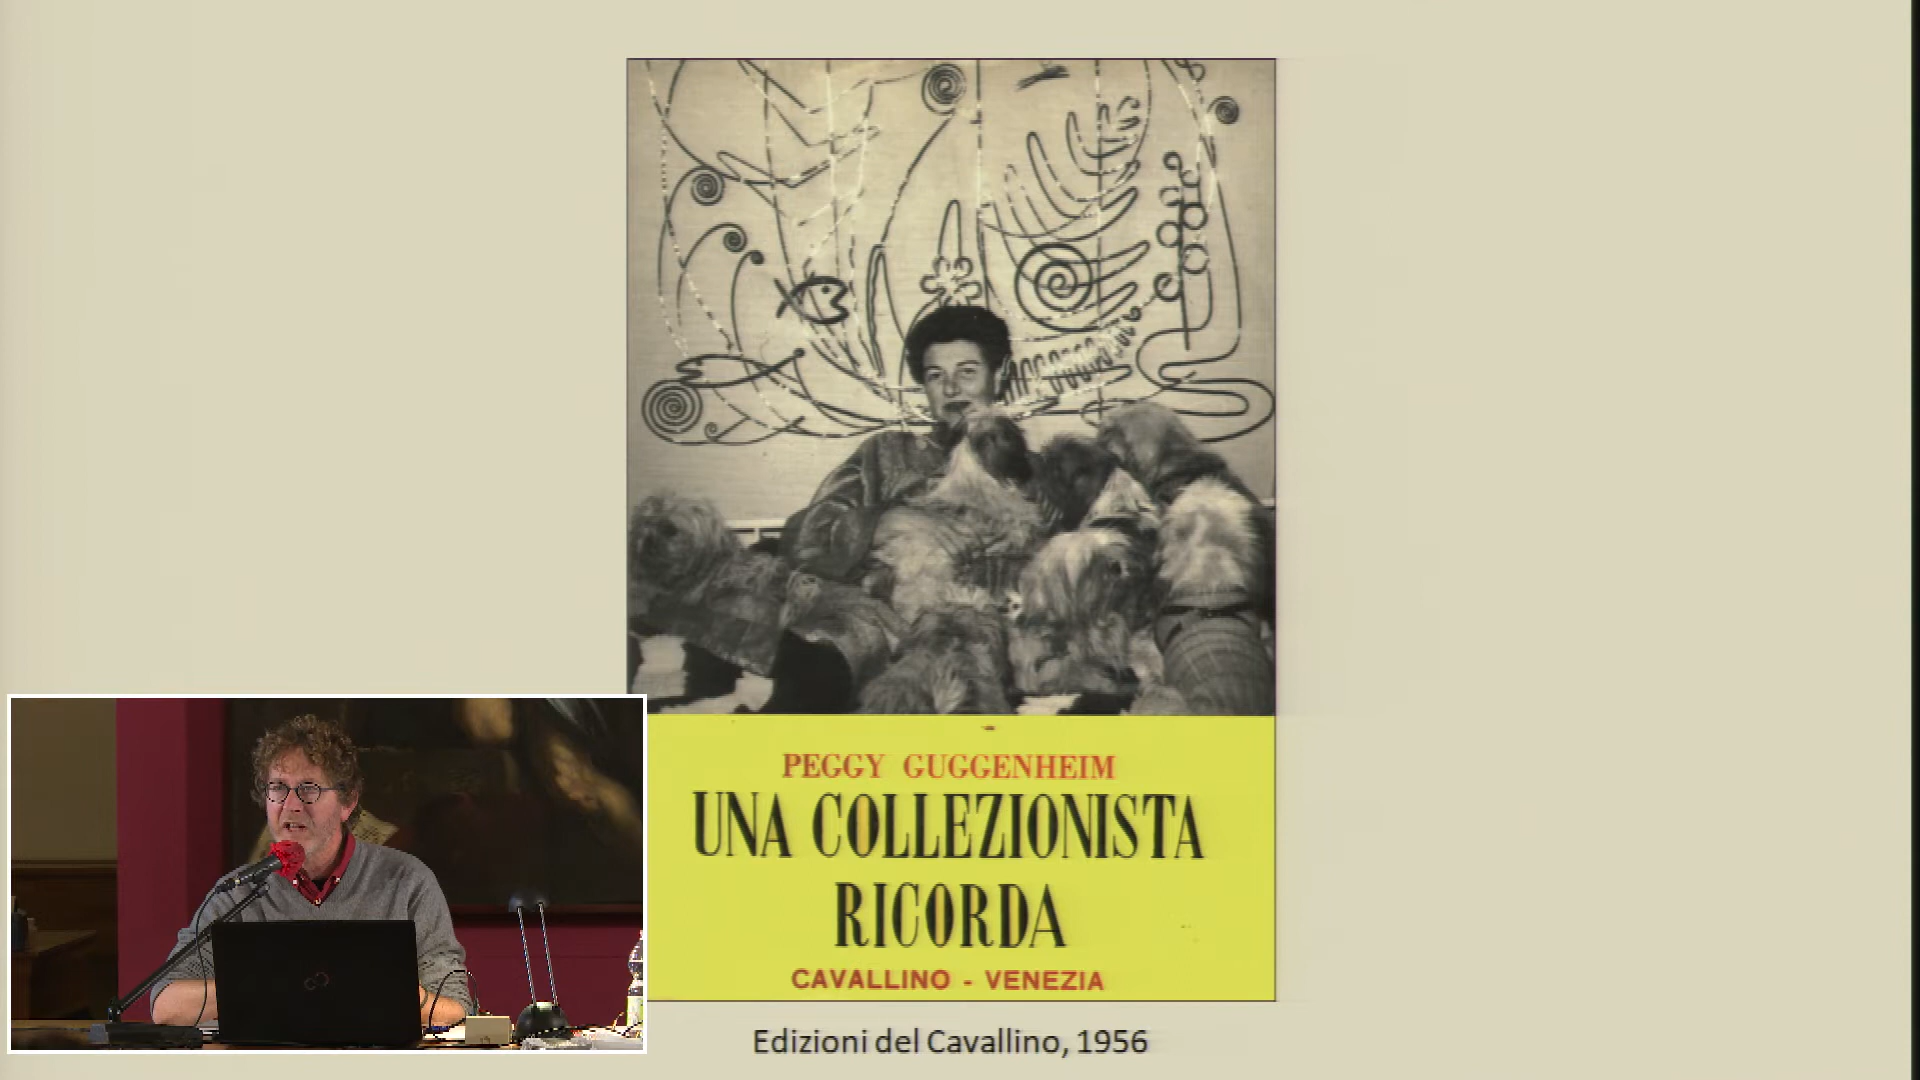 PEGGY GUGGENHEIM
UNA COLLEZIONISTA
RICORDA
CAVALLINO - VENEZIA
Edizioni del Cavallino, 1956